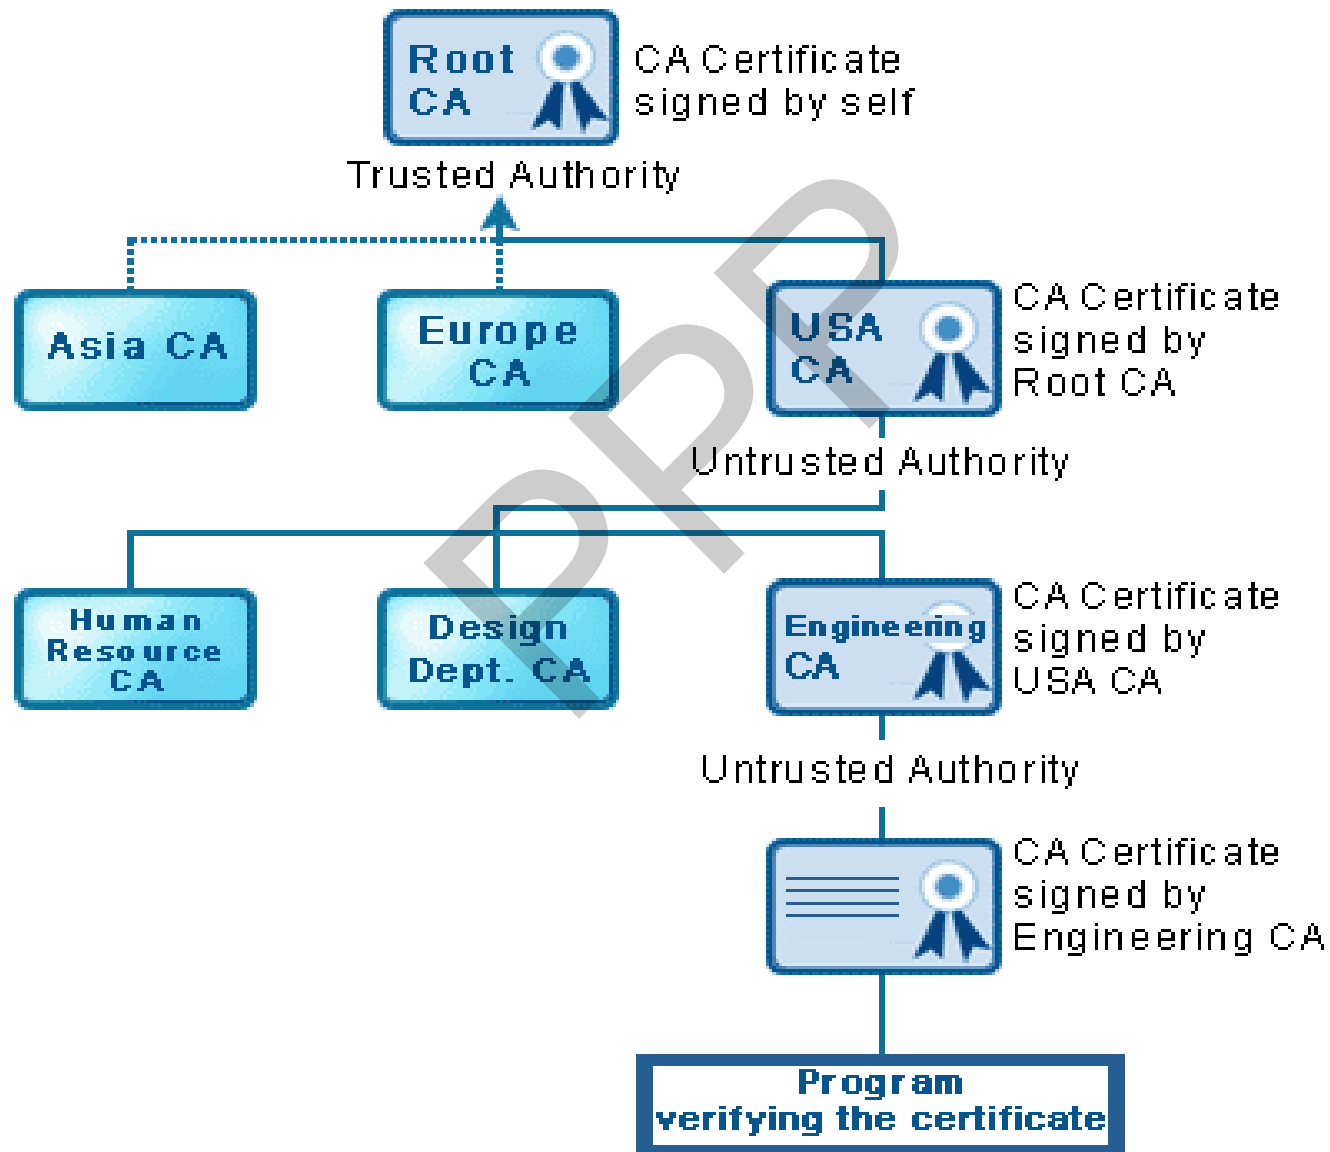 Root
CA
CA Certificate
signed by self
Trusted Authority
Asia CA
Europe
CA
USA
CA
CA Certificate
signed by
Root CA
Untrusted Authority
Human
Resource
CA
Design
Dept. CA
Engineering
CA
CA Certificate
signed by
USA CA
Untrusted Authority
CA Certificate
signed by
Engineering CA
Program
verifying the certificate
PPP